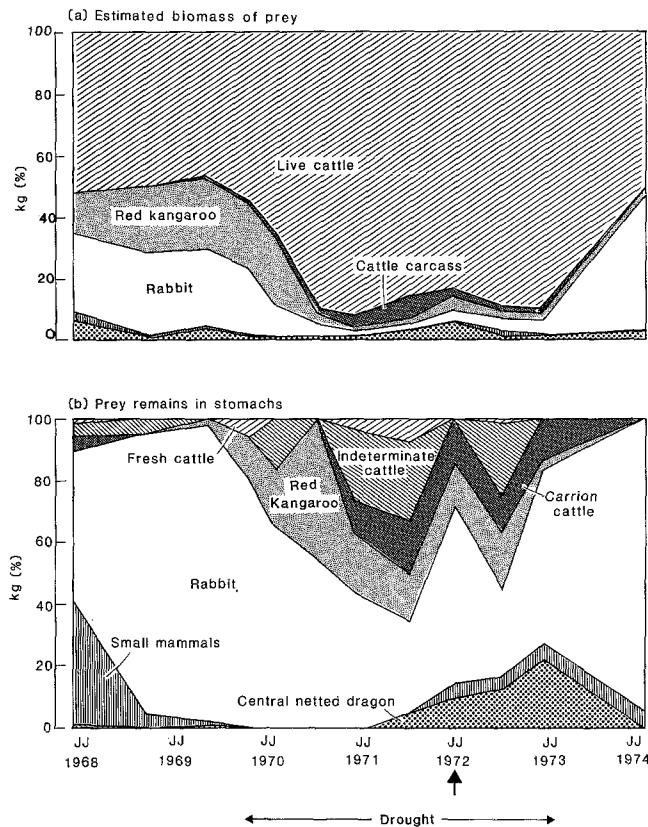 (a) Estimated biomass of prey
100
80
60
40
20
0
kg (%)
Live cattle
Red kangaroo
Cattle carcass
Rabbit
(b) Prey remains in stomachs
100
80
60
40
20
0
kg (%)
Fresh cattle
Indeterminate
cattle
Red
Kangaroo
Carrion
cattle
Rabbit
Small mammals
Central netted dragon
JJ JJ JJ JJ JJ JJ JJ
1968 1969 1970 1971 1972 1973 1974
Drought